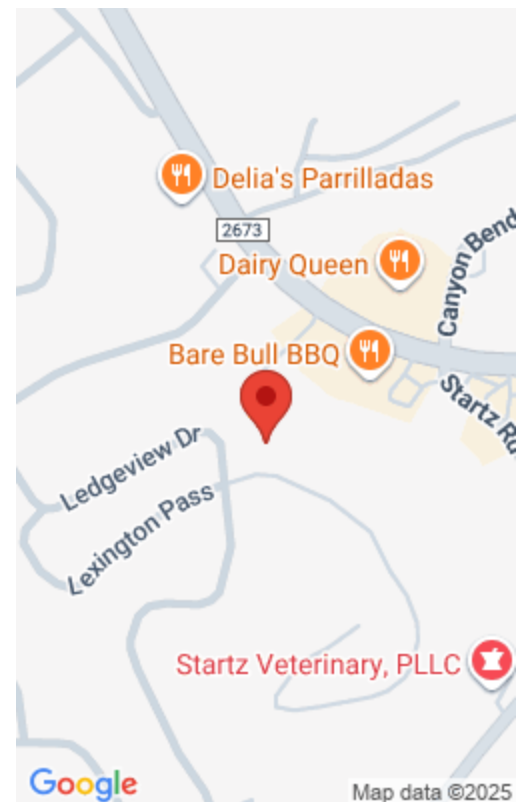 Delia's Parrilladas
2673
Dairy Queen
Canyon Bend
Bare Bull BBQ
Startz
Ledgeview Dr
Lexington Pass
Startz Veterinary, PLLC
Google
Map data ©2025